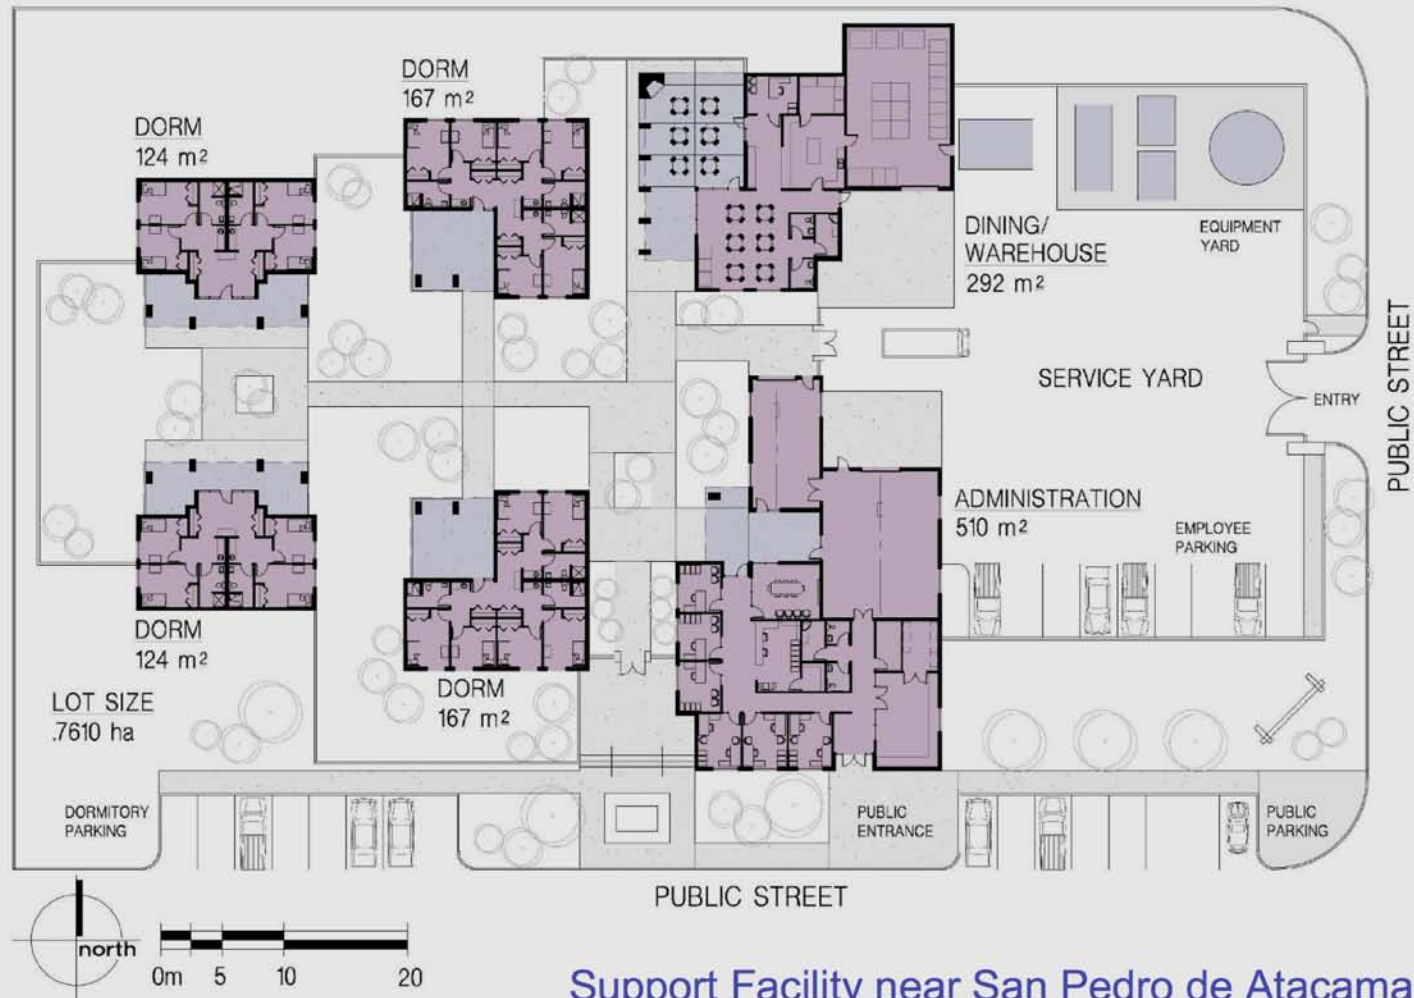 DORM
167 m²
DORM
124 m²
DINING/
WAREHOUSE
292 m²
EQUIPMENT
YARD
PUBLIC STREET
SERVICE YARD
ENTRY
ADMINISTRATION
510 m²
EMPLOYEE
PARKING
DORM
124 m²
DORM
167 m²
LOT SIZE
.7610 ha
DORMITORY
PARKING
PUBLIC
ENTRANCE
PUBLIC
PARKING
PUBLIC STREET
north
0m 5 10 20
Support Facility near San Pedro de Atacama